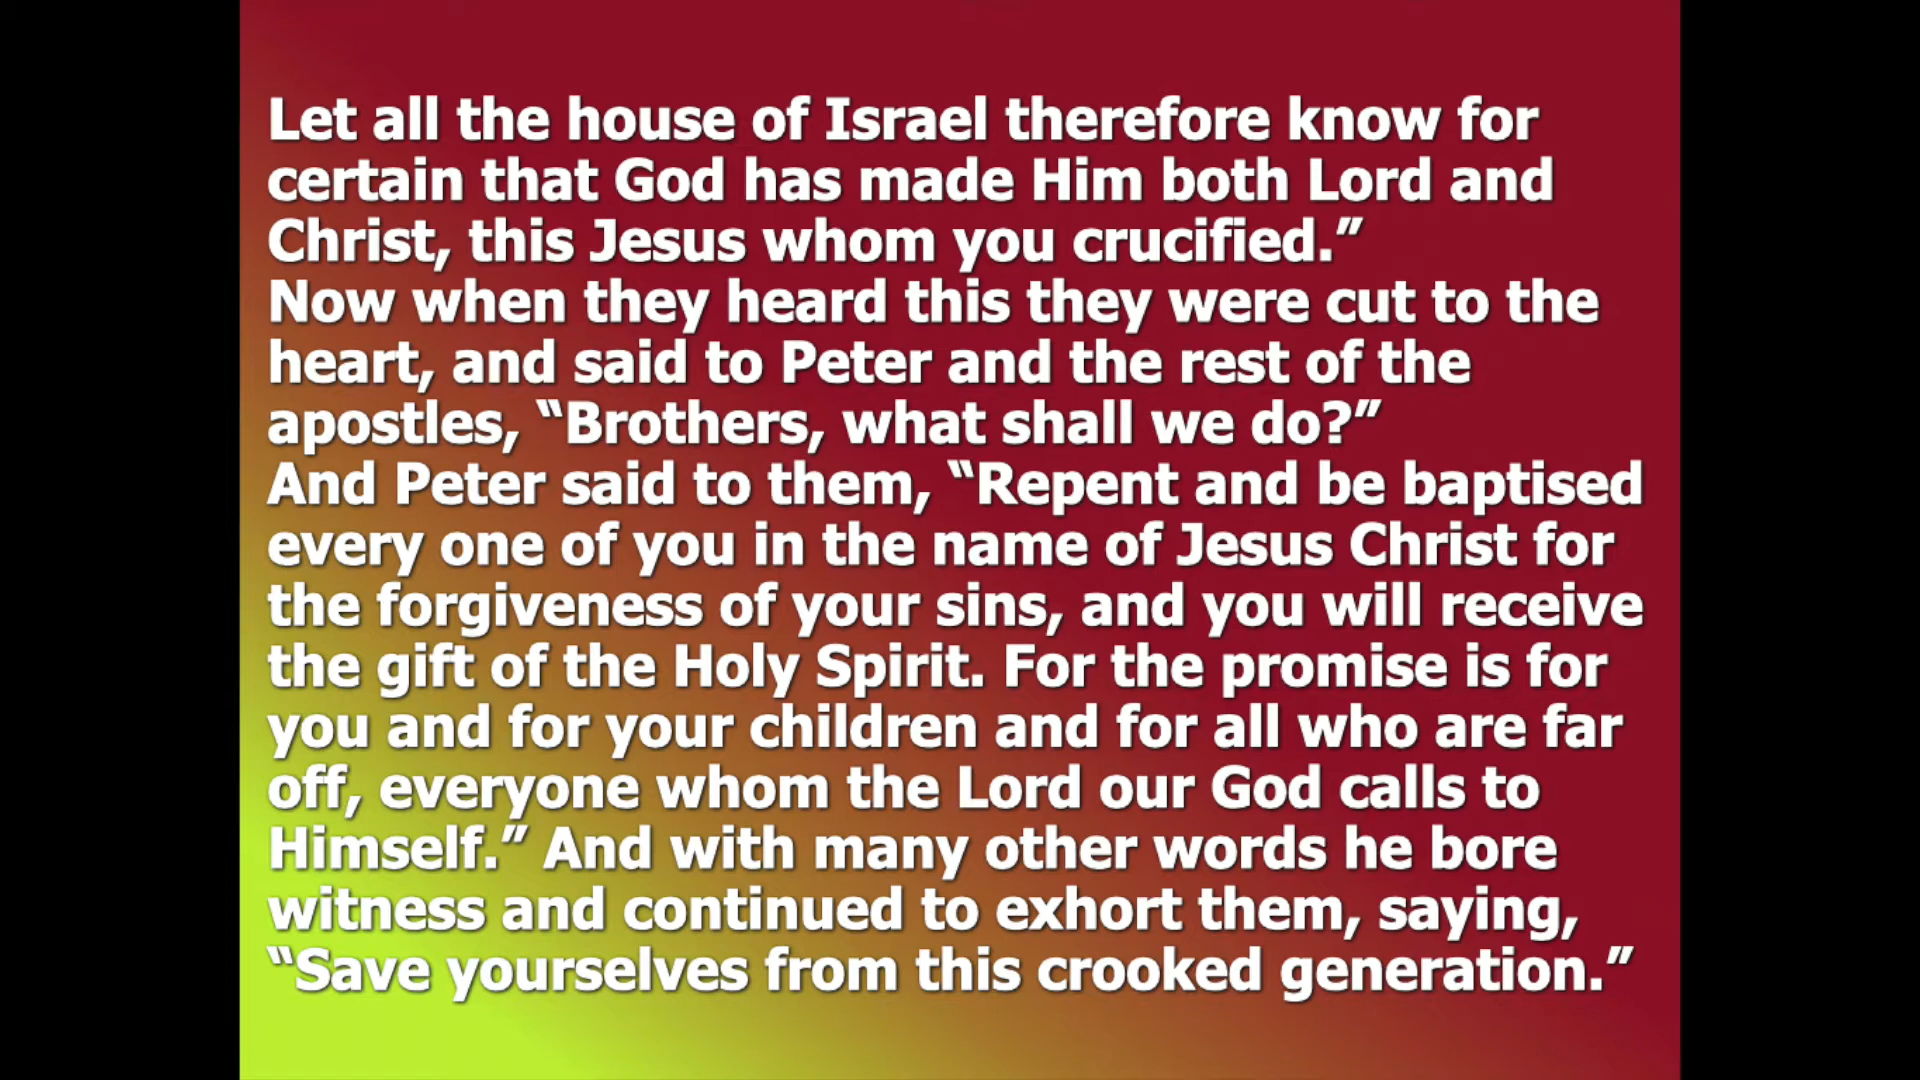 Let all the house of Israel therefore know for
certain that God has made Him both Lord and
Christ, this Jesus whom you crucified.”
Now when they heard this they were cut to the
heart, and said to Peter and the rest of the
apostles, “Brothers, what shall we do?”
And Peter said to them, “Repent and be baptised
every one of you in the name of Jesus Christ for
the forgiveness of your sins, and you will receive
the gift of the Holy Spirit. For the promise is for
you and for your children and for all who are far
off, everyone whom the Lord our God calls to
Himself.” And with many other words he bore
witness and continued to exhort them, saying,
“Save yourselves from this crooked generation.”